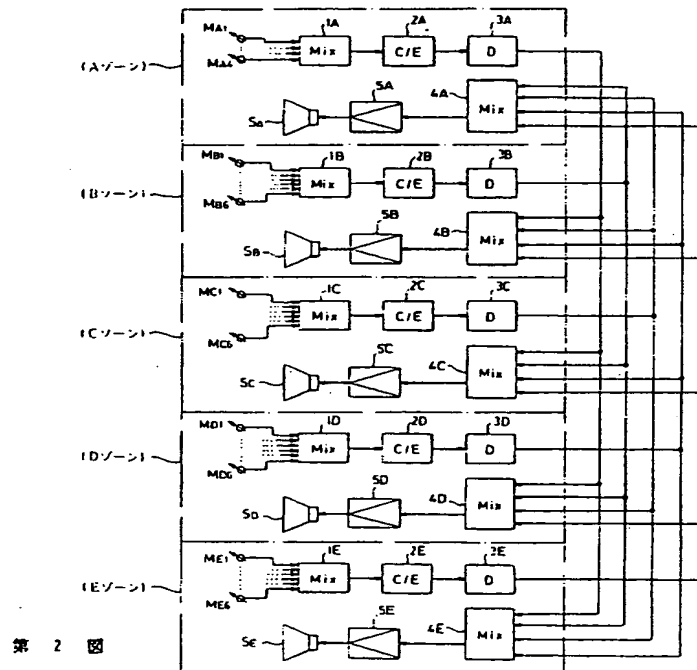 1A 2A 3A
MA1
Mix C/E D
(Aゾーン) MA6
5A 4A
SA Mix
1B 2B 3B
MB1
Mix C/E D
(Bゾーン) MB6
5B 4B
SB Mix
1C 2C 3C
MC1
Mix C/E D
(Cゾーン) MC6
5C 4C
SC Mix
1D 2D 3D
MD1
Mix C/E D
(Dゾーン) MD6
5D 4D
SD Mix
1E 2E 2E
ME1
Mix C/E D
(Eゾーン) ME6
5E 4E
SE Mix
第 2 図